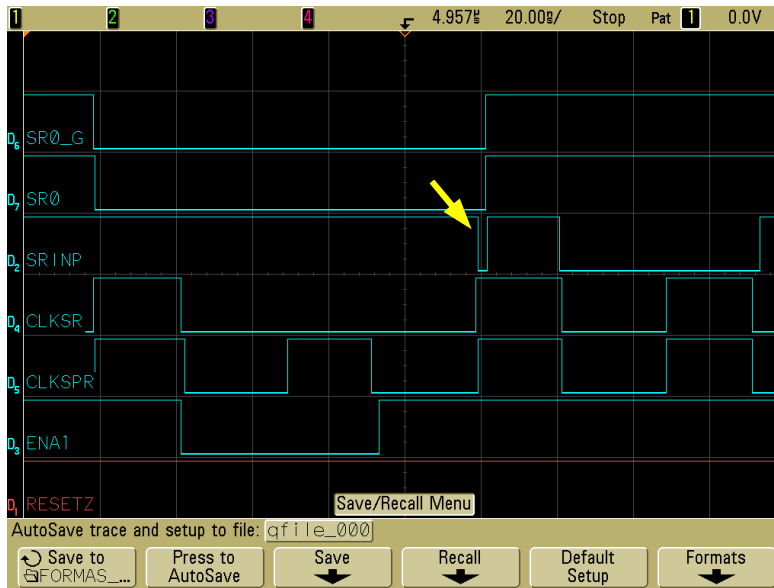 1 2 3 4 4.957µs 20.00µs/ Stop Pat 1 0.0V
D6 SR0_G
D7 SR0
D2 SRINP
D4 CLKSR
D5 CLKSPR
D3 ENA1
D1 RESETZ
Save/Recall Menu
AutoSave trace and setup to file: qfile_000
Save to Press to Save Recall Default Formats
FORMAS_... AutoSave Setup